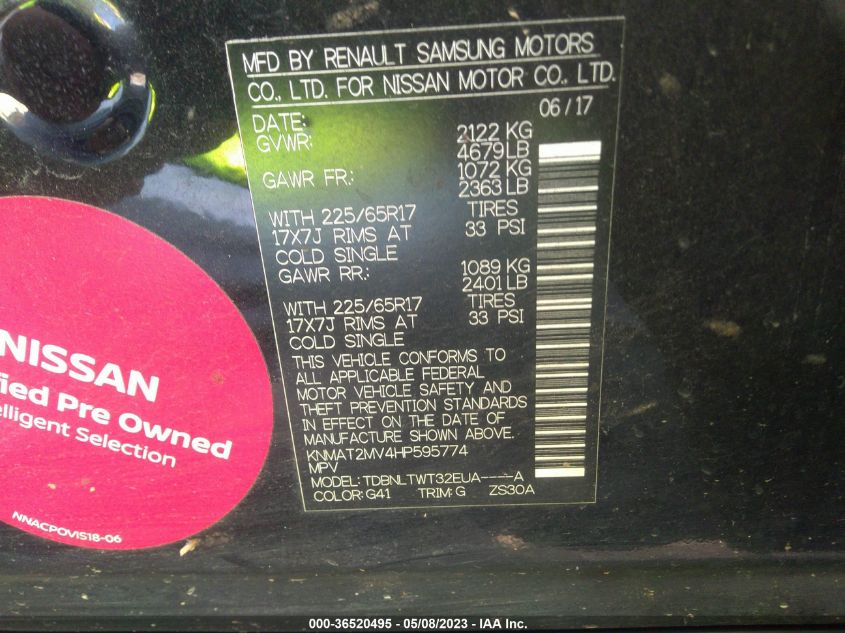 MFD BY RENAULT SAMSUNG MOTORS
CO., LTD. FOR NISSAN MOTOR CO., LTD.
DATE: 06/17
GVWR: 2122 KG
4679 LB
GAWR FR.: 1072 KG
2363 LB
WITH 225/65R17 TIRES
17X7J RIMS AT 33 PSI
COLD SINGLE
GAWR RR.: 1089 KG
2401 LB
WITH 225/65R17 TIRES
17X7J RIMS AT 33 PSI
COLD SINGLE
THIS VEHICLE CONFORMS TO
ALL APPLICABLE FEDERAL
MOTOR VEHICLE SAFETY AND
THEFT PREVENTION STANDARDS
IN EFFECT ON THE DATE OF
MANUFACTURE SHOWN ABOVE.
KNMAT2MV4HP595774
MPV
MODEL: TDBNLTWT32EUA----A
COLOR: G41 TRIM: G ZS30A
NISSAN
fied Pre Owned
elligent Selection
NNACPOVIS18-06
000-36520495 - 05/08/2023 - IAA Inc.